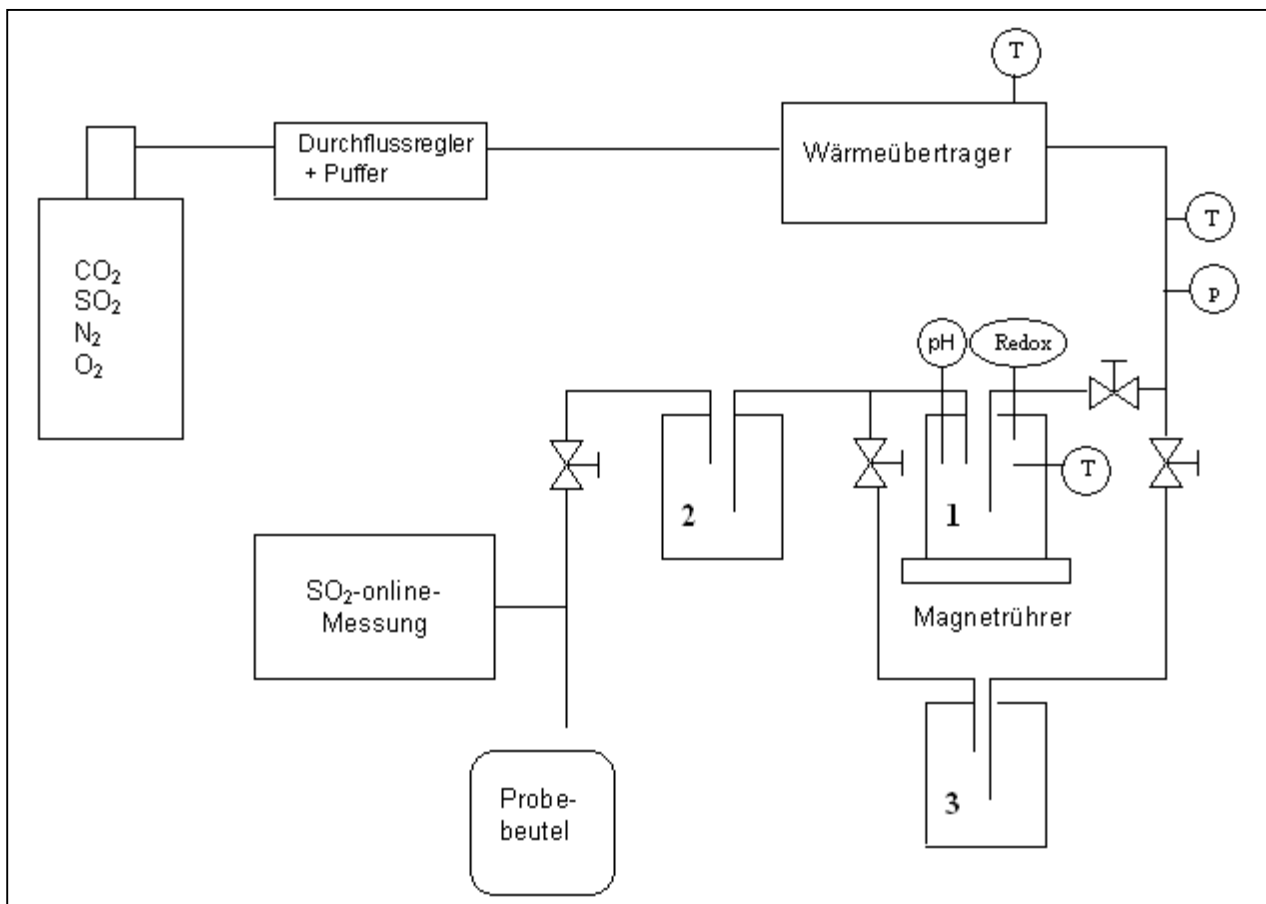 T
Durchflussregler
+ Puffer
Wärmeübertrager
T
CO₂
SO₂
N₂
O₂
p
pH
Redox
T
2
1
SO₂-online-
Messung
Magnetrührer
Probe-
beutel
3